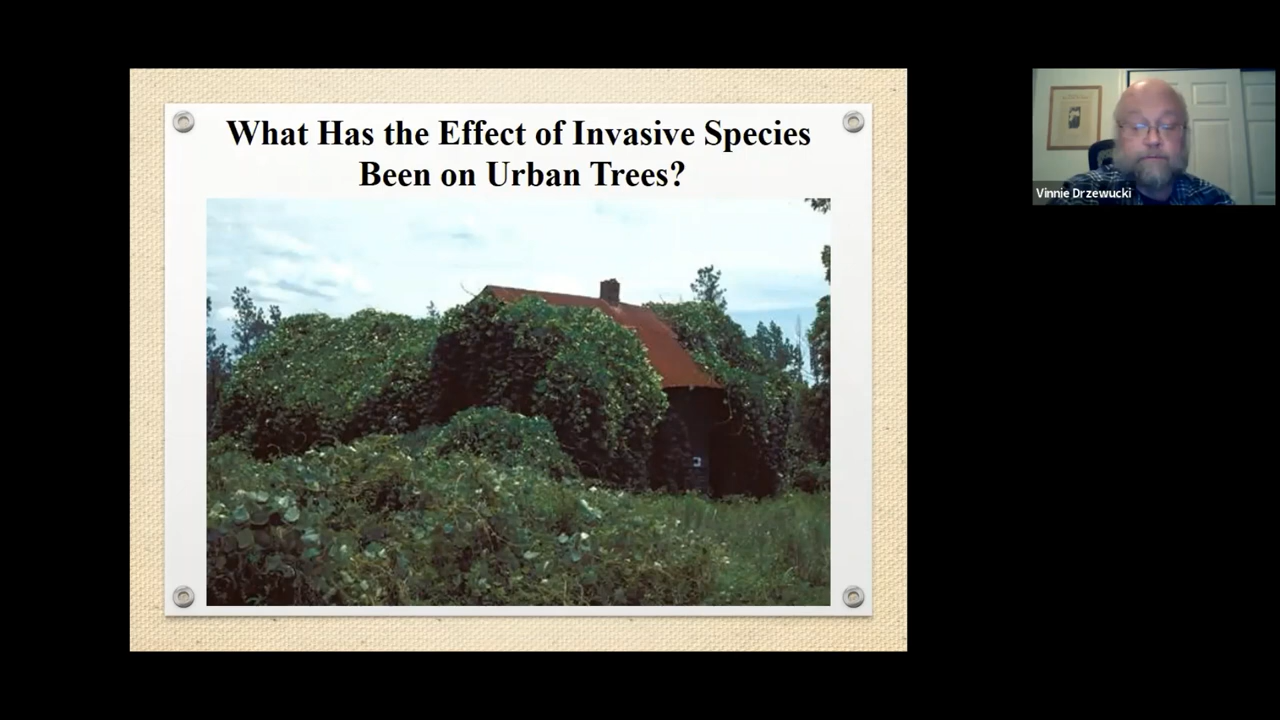 What Has the Effect of Invasive Species
Been on Urban Trees?
Vinnie Drzewucki